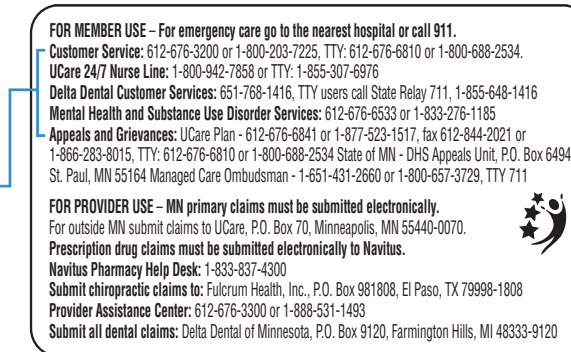 FOR MEMBER USE – For emergency care go to the nearest hospital or call 911.
Customer Service: 612-676-3200 or 1-800-203-7225, TTY: 612-676-6810 or 1-800-688-2534.
UCare 24/7 Nurse Line: 1-800-942-7858 or TTY: 1-855-307-6976
Delta Dental Customer Services: 651-768-1416, TTY users call State Relay 711, 1-855-648-1416
Mental Health and Substance Use Disorder Services: 612-676-6533 or 1-833-276-1185
Appeals and Grievances: UCare Plan - 612-676-6841 or 1-877-523-1517, fax 612-844-2021 or
1-866-283-8015, TTY: 612-676-6810 or 1-800-688-2534 State of MN - DHS Appeals Unit, P.O. Box 6494
St. Paul, MN 55164 Managed Care Ombudsman - 1-651-431-2660 or 1-800-657-3729, TTY 711
FOR PROVIDER USE – MN primary claims must be submitted electronically.
For outside MN submit claims to UCare, P.O. Box 70, Minneapolis, MN 55440-0070.
Prescription drug claims must be submitted electronically to Navitus.
Navitus Pharmacy Help Desk: 1-833-837-4300
Submit chiropractic claims to: Fulcrum Health, Inc., P.O. Box 981808, El Paso, TX 79998-1808
Provider Assistance Center: 612-676-3300 or 1-888-531-1493
Submit all dental claims: Delta Dental of Minnesota, P.O. Box 9120, Farmington Hills, MI 48333-9120